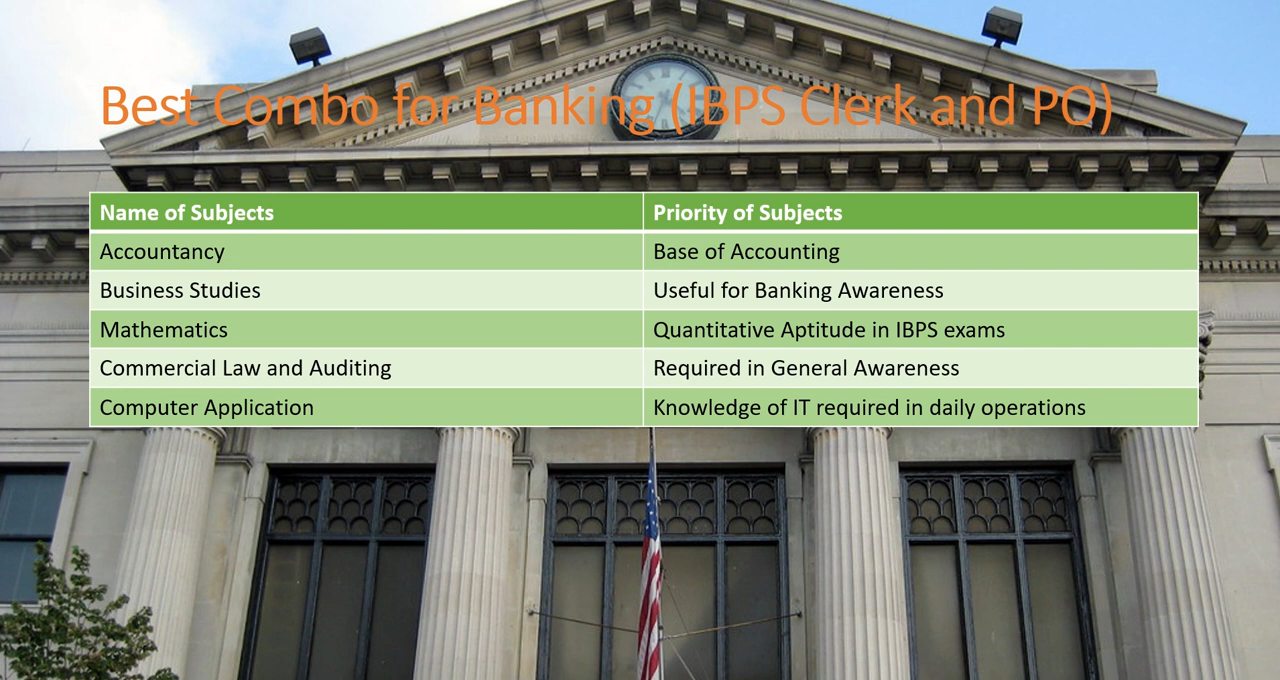 Best Combo for Banking (IBPS Clerk and PO)
Name of Subjects Priority of Subjects
Accountancy Base of Accounting
Business Studies Useful for Banking Awareness
Mathematics Quantitative Aptitude in IBPS exams
Commercial Law and Auditing Required in General Awareness
Computer Application Knowledge of IT required in daily operations